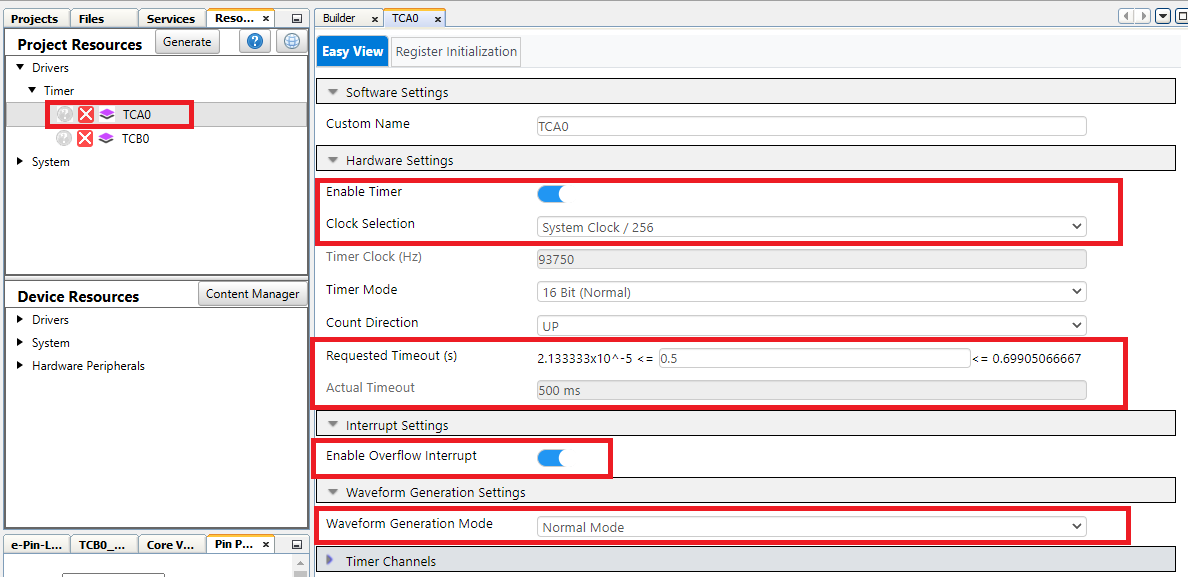 Projects Files Services Reso... ×
Project Resources Generate ?
Drivers
Timer
? TCA0
? TCB0
System
Device Resources Content Manager
Drivers
System
Hardware Peripherals
e-Pin-L... TCB0_... Core V... Pin P... ×
Builder × TCA0 ×
Easy View Register Initialization
Software Settings
Custom Name TCA0
Hardware Settings
Enable Timer
Clock Selection System Clock / 256
Timer Clock (Hz) 93750
Timer Mode 16 Bit (Normal)
Count Direction UP
Requested Timeout (s) 2.133333x10^-5 <= 0.5 <= 0.69905066667
Actual Timeout 500 ms
Interrupt Settings
Enable Overflow Interrupt
Waveform Generation Settings
Waveform Generation Mode Normal Mode
Timer Channels